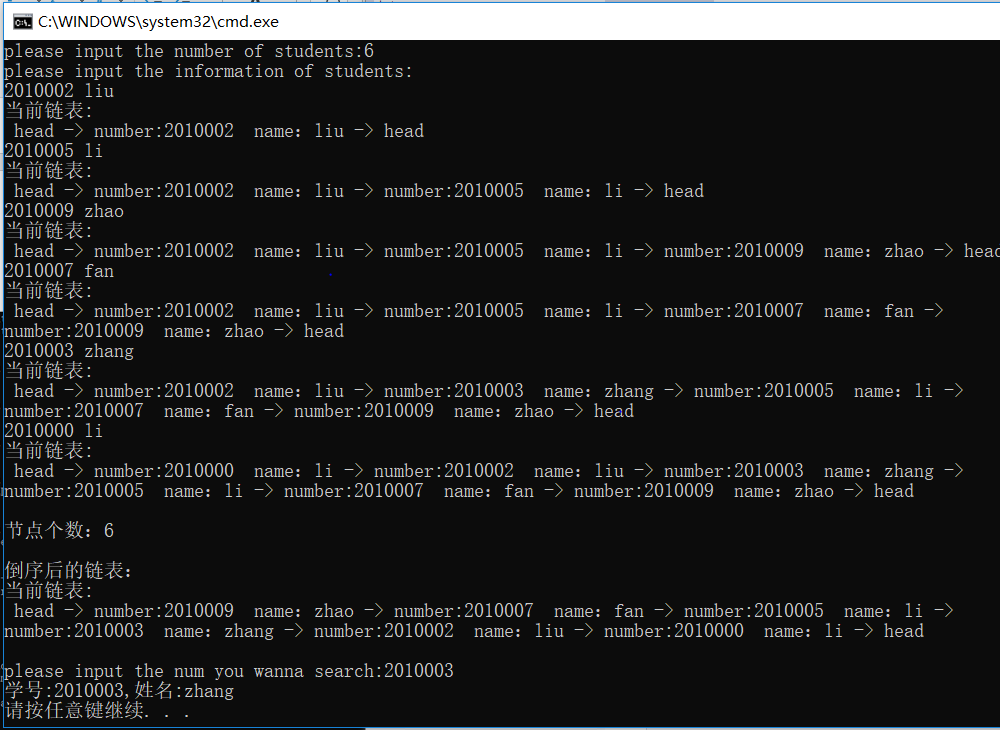 C:\WINDOWS\system32\cmd.exe
please input the number of students:6
please input the information of students:
2010002 liu
当前链表:
head -> number:2010002  name: liu -> head
2010005 li
当前链表:
head -> number:2010002  name: liu -> number:2010005  name: li -> head
2010009 zhao
当前链表:
head -> number:2010002  name: liu -> number:2010005  name: li -> number:2010009  name: zhao -> head
2010007 fan
当前链表:
head -> number:2010002  name: liu -> number:2010005  name: li -> number:2010007  name: fan ->
number:2010009  name: zhao -> head
2010003 zhang
当前链表:
head -> number:2010002  name: liu -> number:2010003  name: zhang -> number:2010005  name: li ->
number:2010007  name: fan -> number:2010009  name: zhao -> head
2010000 li
当前链表:
head -> number:2010000  name: li -> number:2010002  name: liu -> number:2010003  name: zhang ->
number:2010005  name: li -> number:2010007  name: fan -> number:2010009  name: zhao -> head
节点个数: 6
倒序后的链表:
当前链表:
head -> number:2010009  name: zhao -> number:2010007  name: fan -> number:2010005  name: li ->
number:2010003  name: zhang -> number:2010002  name: liu -> number:2010000  name: li -> head
please input the num you wanna search:2010003
学号:2010003,姓名:zhang
请按任意键继续. . .